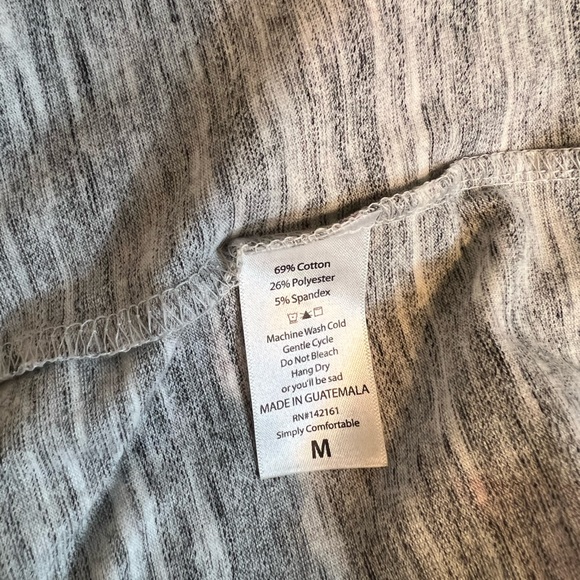 69% Cotton
26% Polyester
5% Spandex
Machine Wash Cold
Gentle Cycle
Do Not Bleach
Hang Dry
or you'll be sad
MADE IN GUATEMALA
RN#142161
Simply Comfortable
M